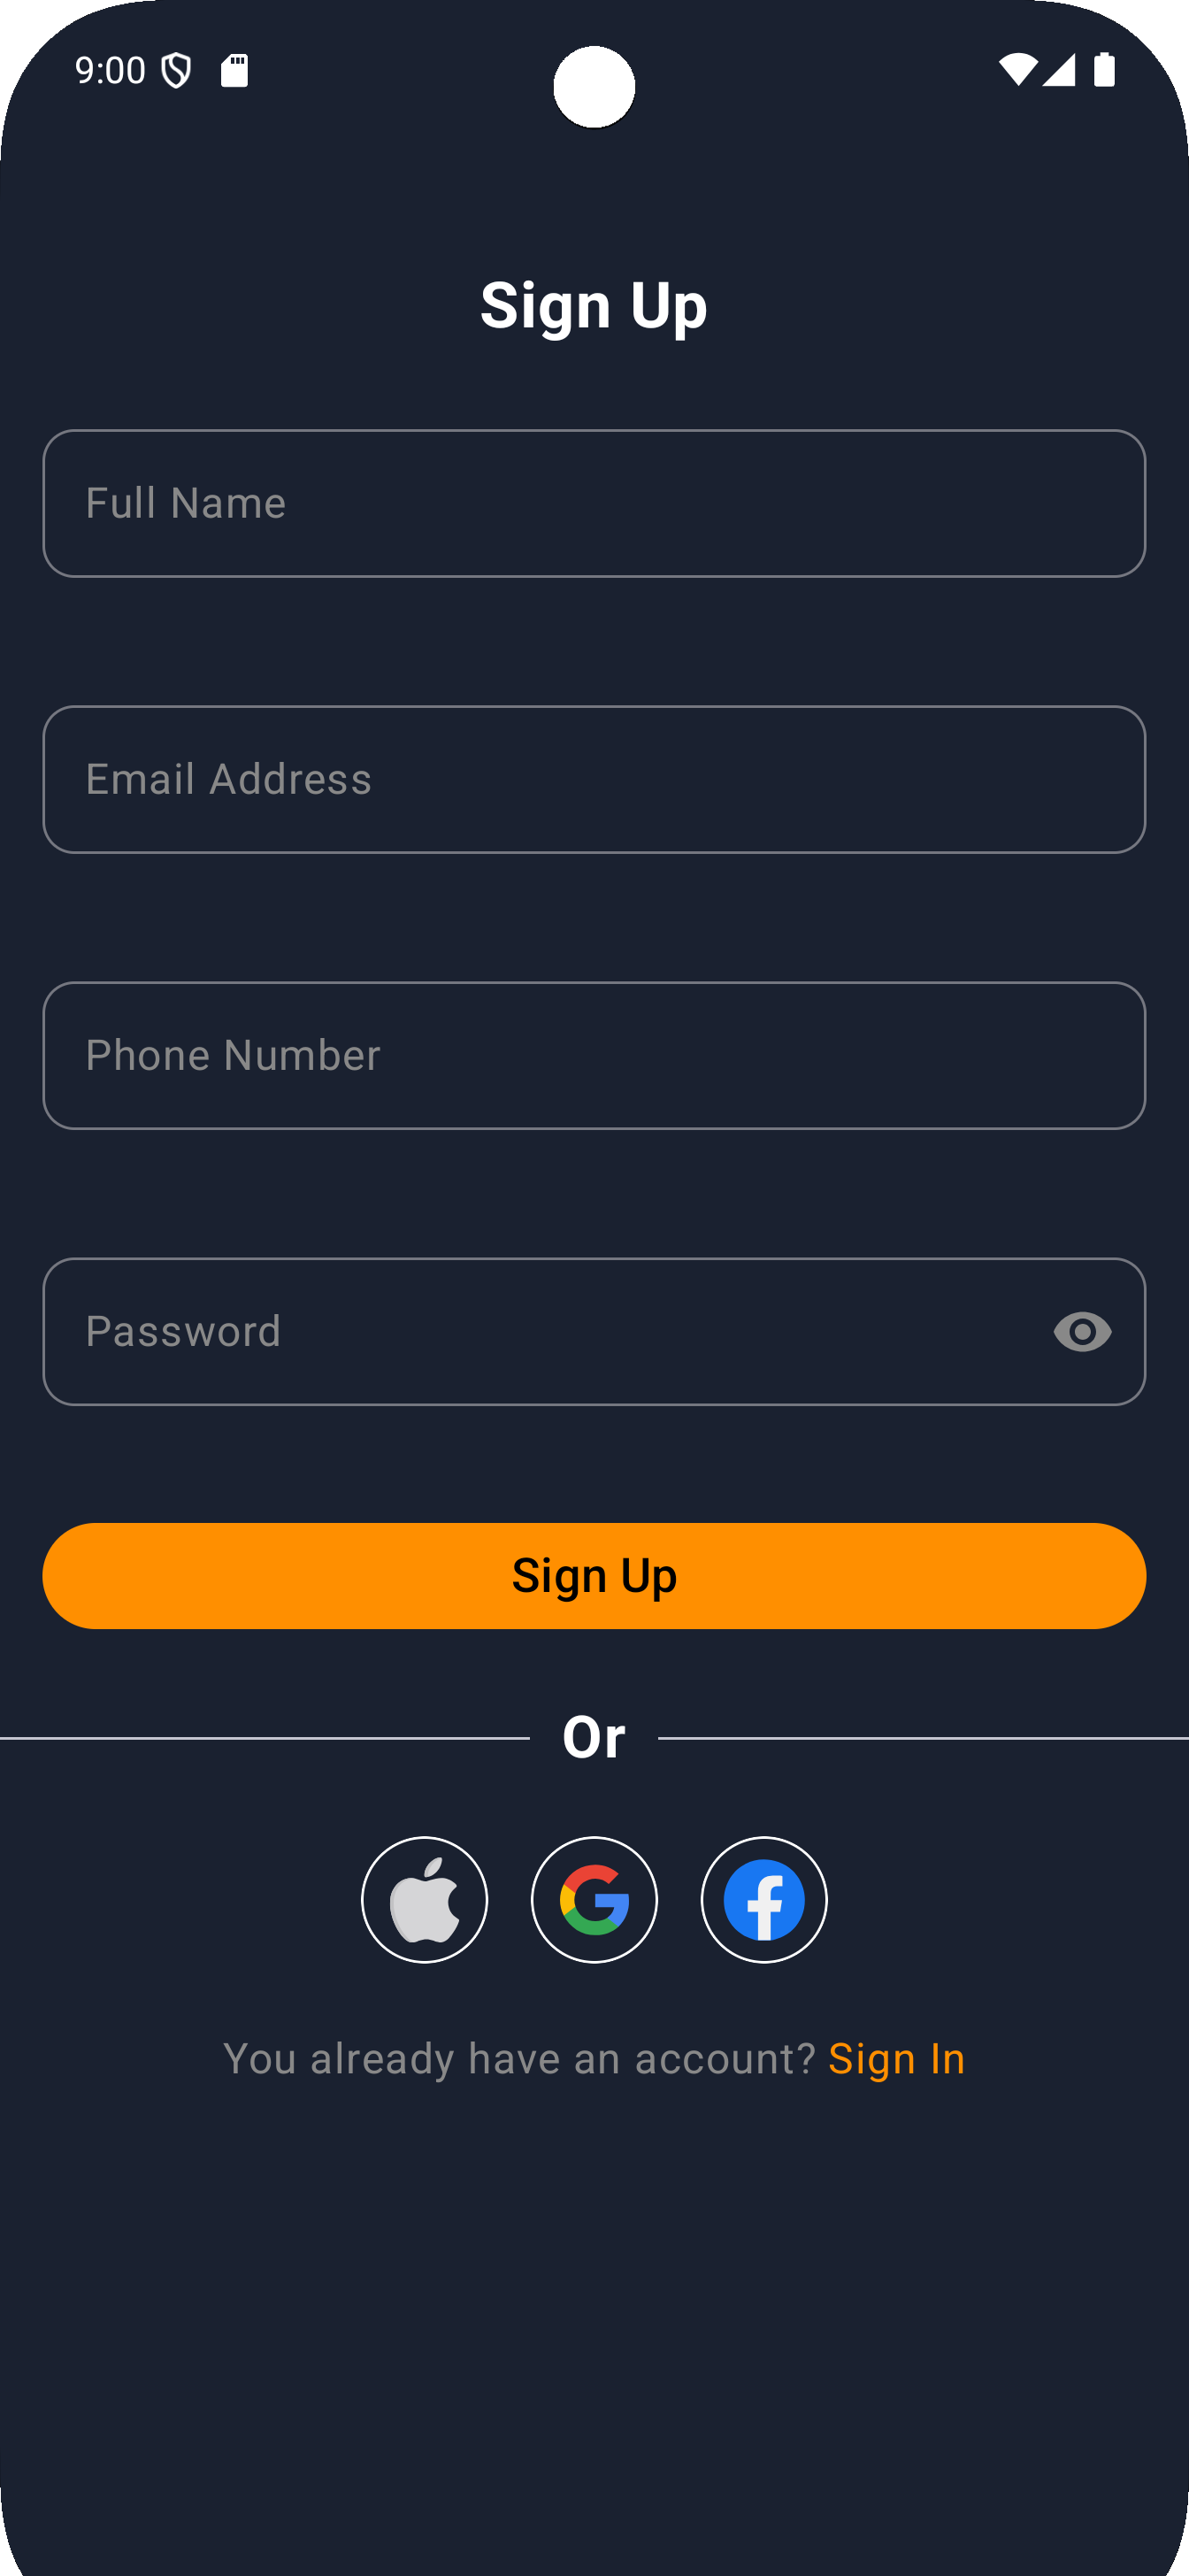 9:00
Sign Up
Full Name
Email Address
Phone Number
Password
Sign Up
Or
You already have an account? Sign In